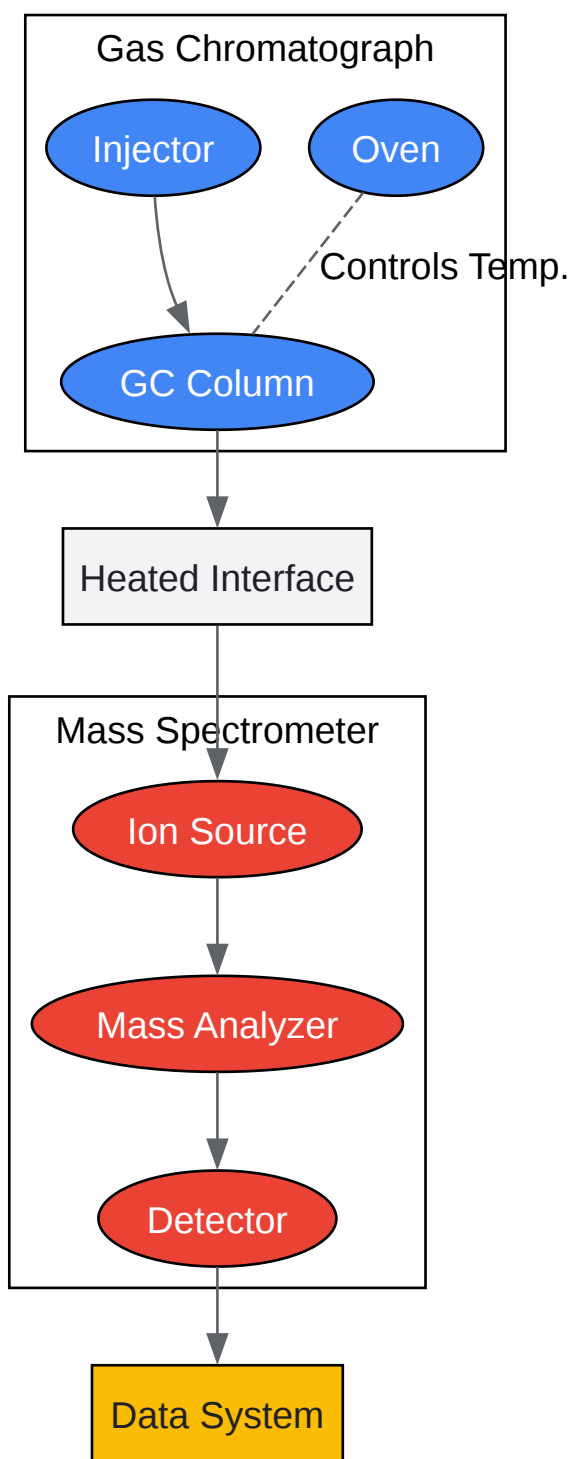 Gas Chromatograph
Injector
Oven
Controls Temp.
GC Column
Heated Interface
Mass Spectrometer
Ion Source
Mass Analyzer
Detector
Data System